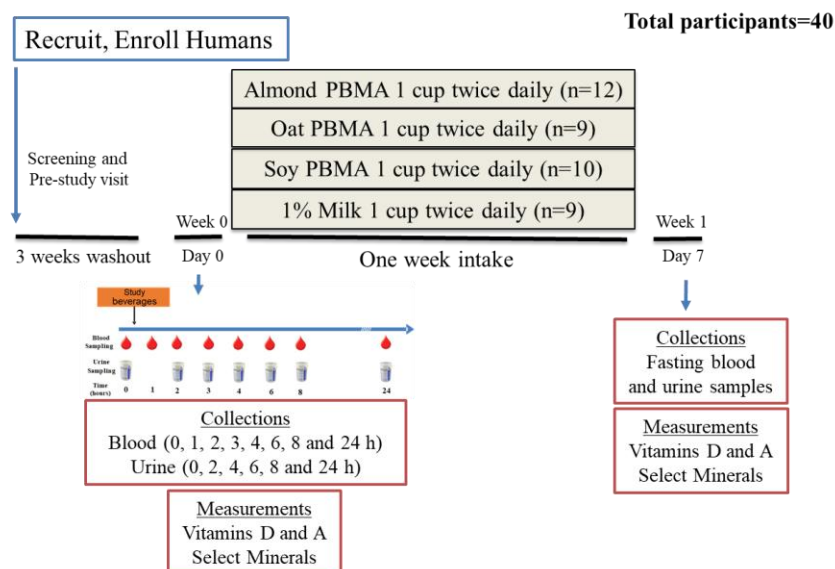 Total participants=40
Recruit, Enroll Humans
Almond PBMA 1 cup twice daily (n=12)
Oat PBMA 1 cup twice daily (n=9)
Soy PBMA 1 cup twice daily (n=10)
1% Milk 1 cup twice daily (n=9)
Screening and
Pre-study visit
3 weeks washout
Week 0
Day 0
One week intake
Week 1
Day 7
Study
beverages
Blood
Sampling
Urine
Sampling
Time
(hours)
0 1 2 3 4 6 8 24
Collections
Blood (0, 1, 2, 3, 4, 6, 8 and 24 h)
Urine (0, 2, 4, 6, 8 and 24 h)
Measurements
Vitamins D and A
Select Minerals
Collections
Fasting blood
and urine samples
Measurements
Vitamins D and A
Select Minerals